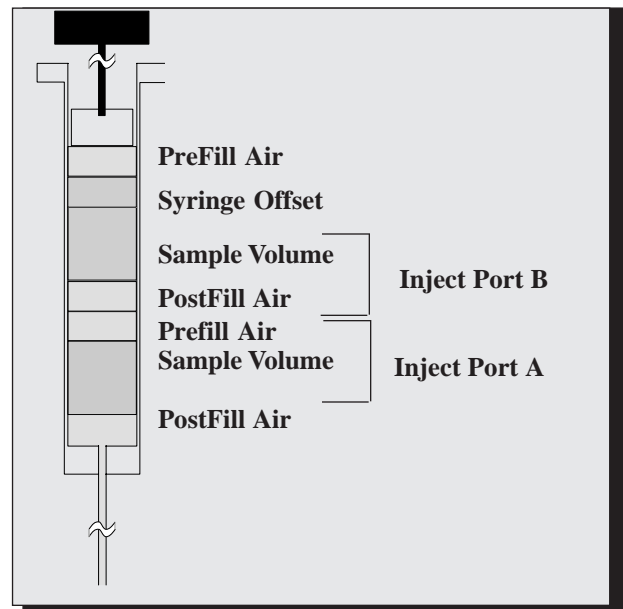 PreFill Air
Syringe Offset
Sample Volume
PostFill Air
Inject Port B
Prefill Air
Sample Volume
Inject Port A
PostFill Air